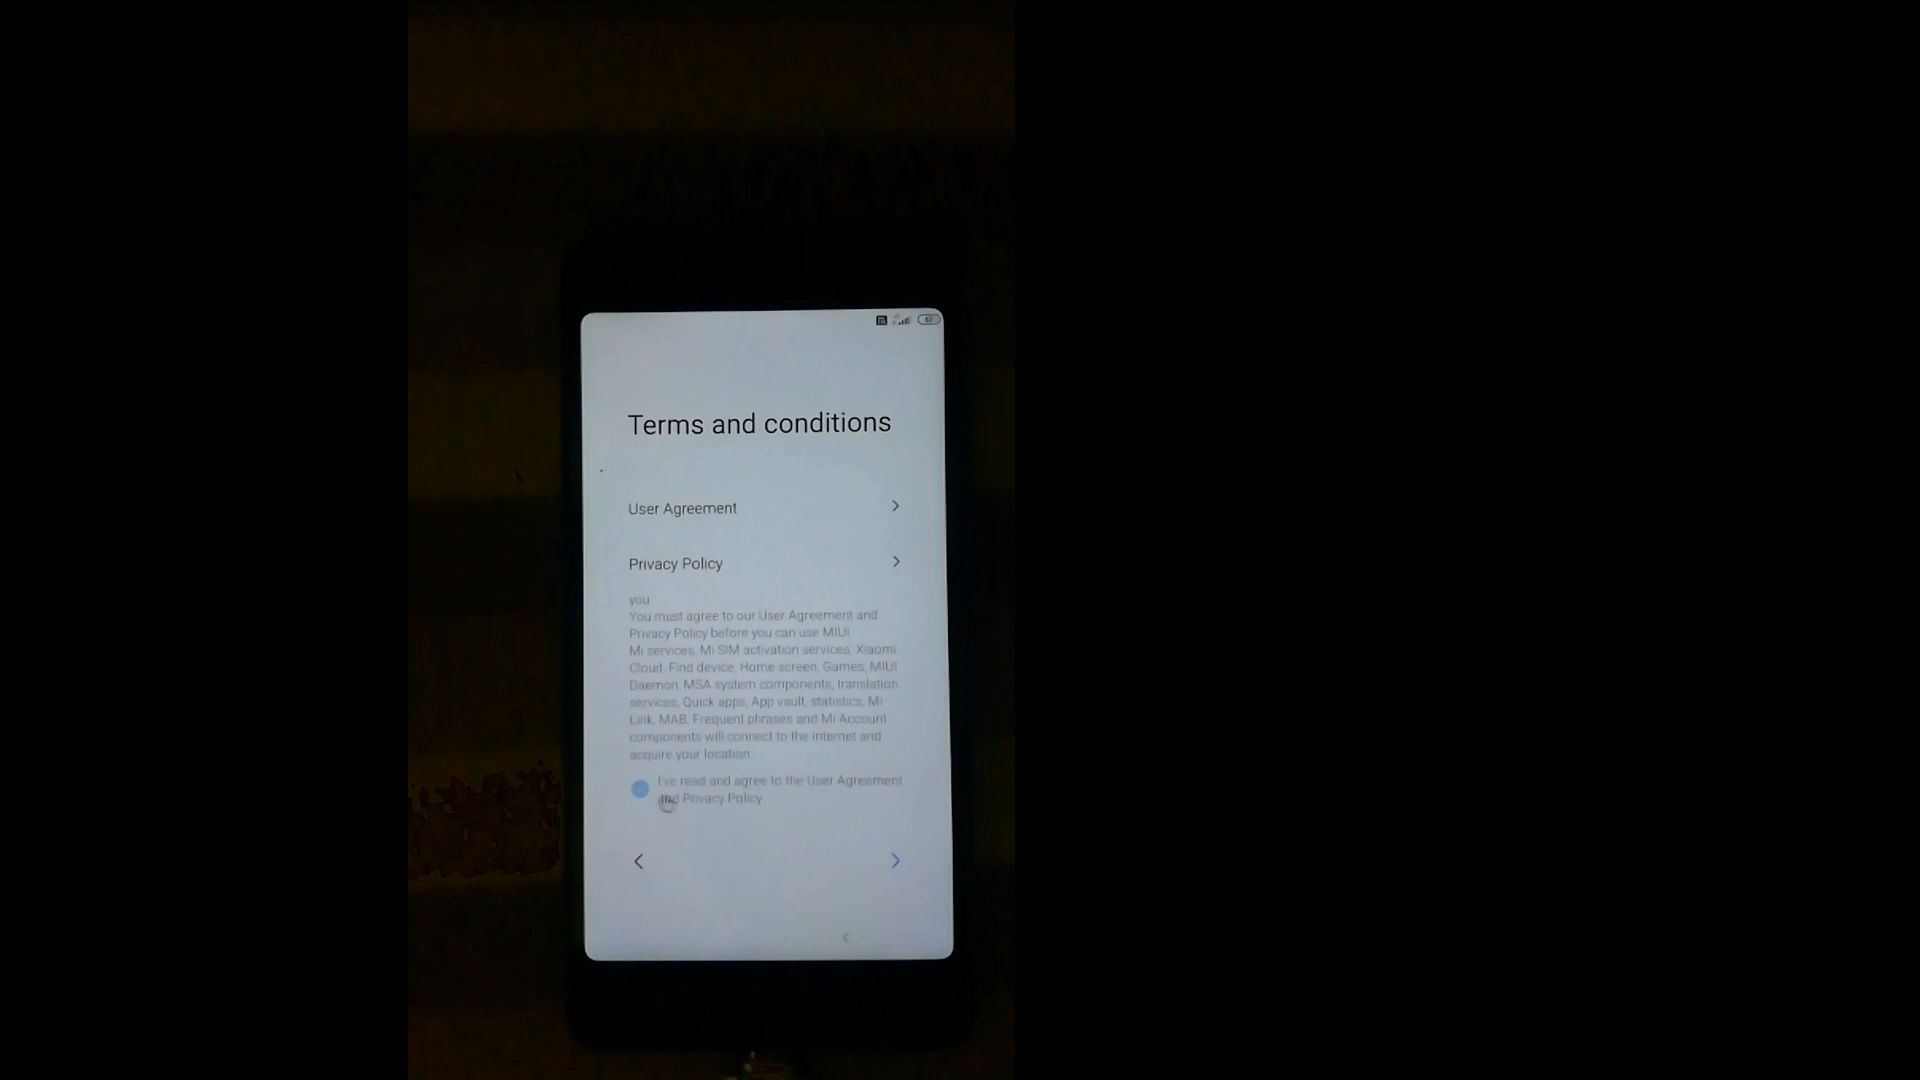 Terms and conditions
User Agreement
Privacy Policy
you
You must agree to our User Agreement and
Privacy Policy before you can use MIUI
Mi services, Mi SIM activation services, Xiaomi
Cloud, Find device, Home screen, Games, MIUI
Daemon, MSA system components, translation
services, Quick apps, App vault, statistics, Mi
Link, MAB, Frequent phrases and Mi Account
components will connect to the internet and
acquire your location
I've read and agree to the User Agreement
and Privacy Policy